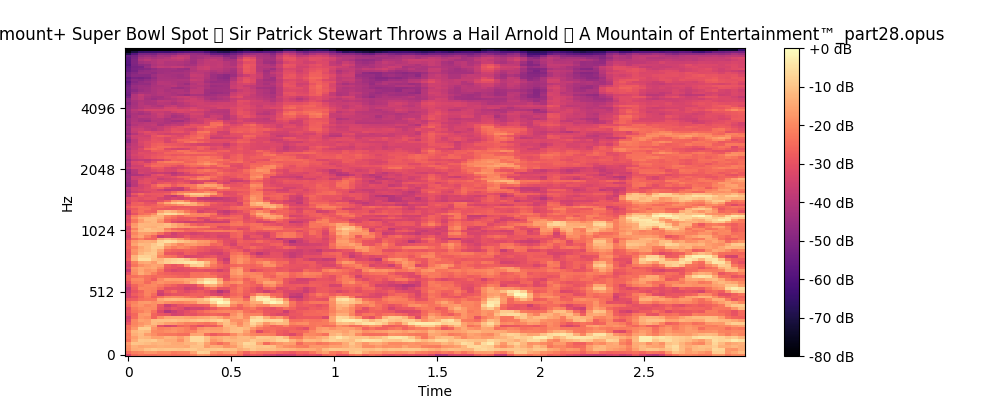 mount+ Super Bowl Spot ▯ Sir Patrick Stewart Throws a Hail Arnold ▯ A Mountain of Entertainment™ part28.opus
+0 dB
-10 dB
-20 dB
-30 dB
-40 dB
-50 dB
-60 dB
-70 dB
-80 dB
4096
2048
1024
512
0
Hz
0
0.5
1
1.5
2
2.5
Time